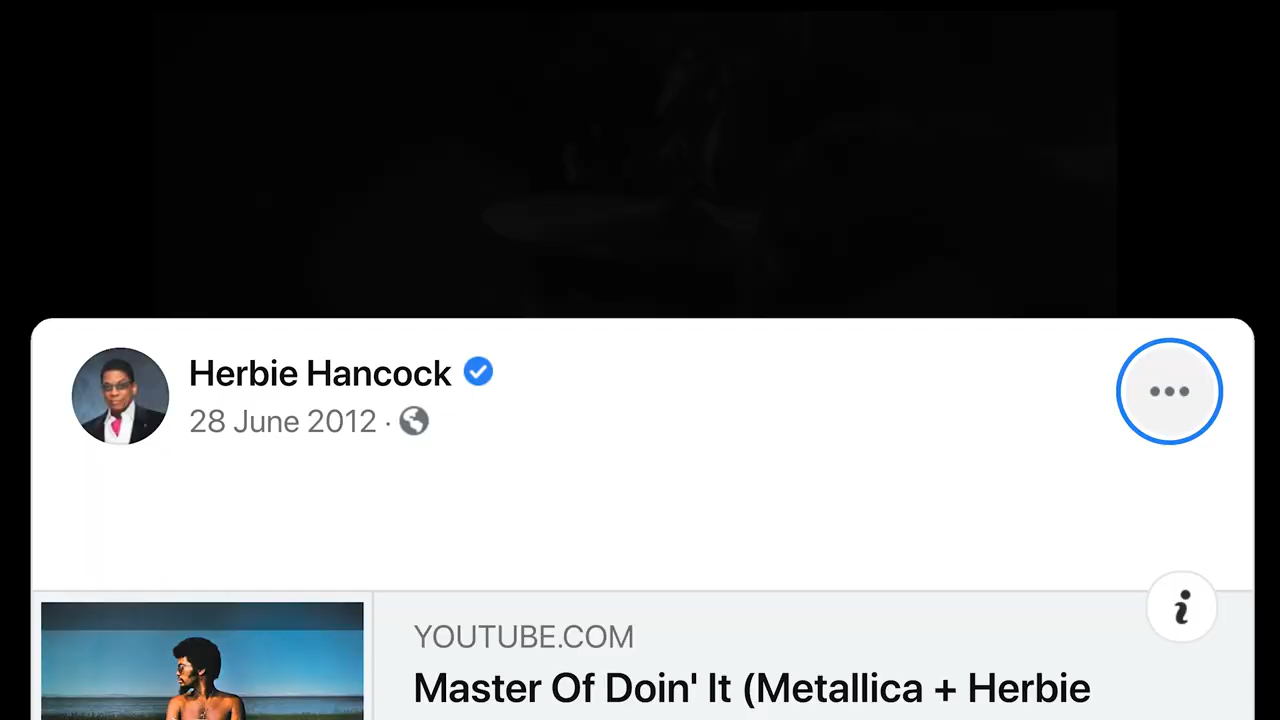 Herbie Hancock
28 June 2012 ·
YOUTUBE.COM
Master Of Doin' It (Metallica + Herbie